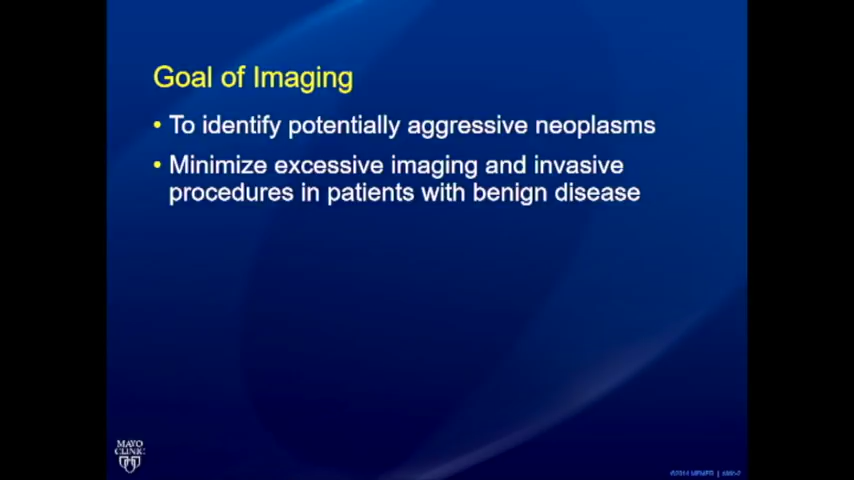 Goal of Imaging
• To identify potentially aggressive neoplasms
• Minimize excessive imaging and invasive
procedures in patients with benign disease
MAYO
CLINIC